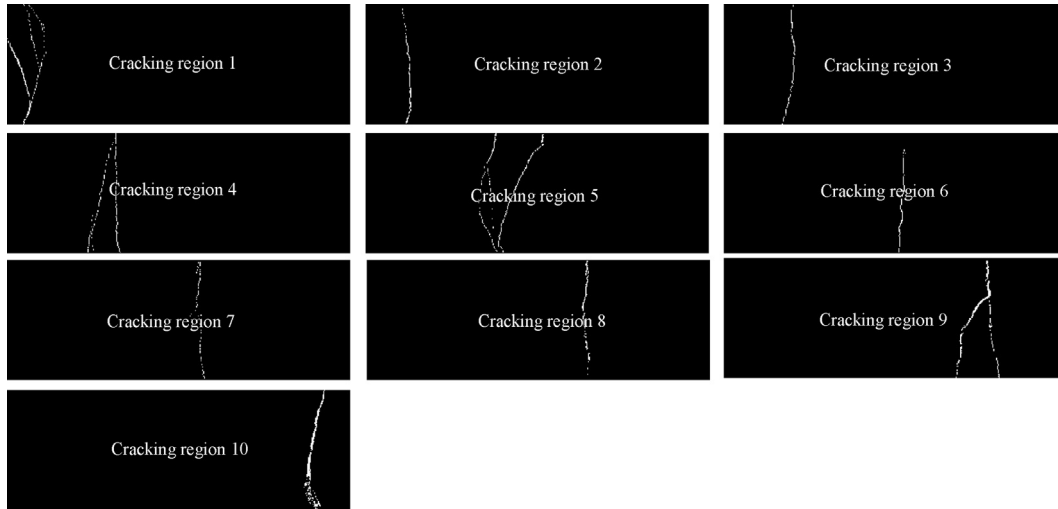 Cracking region 1
Cracking region 2
Cracking region 3
Cracking region 4
Cracking region 5
Cracking region 6
Cracking region 7
Cracking region 8
Cracking region 9
Cracking region 10